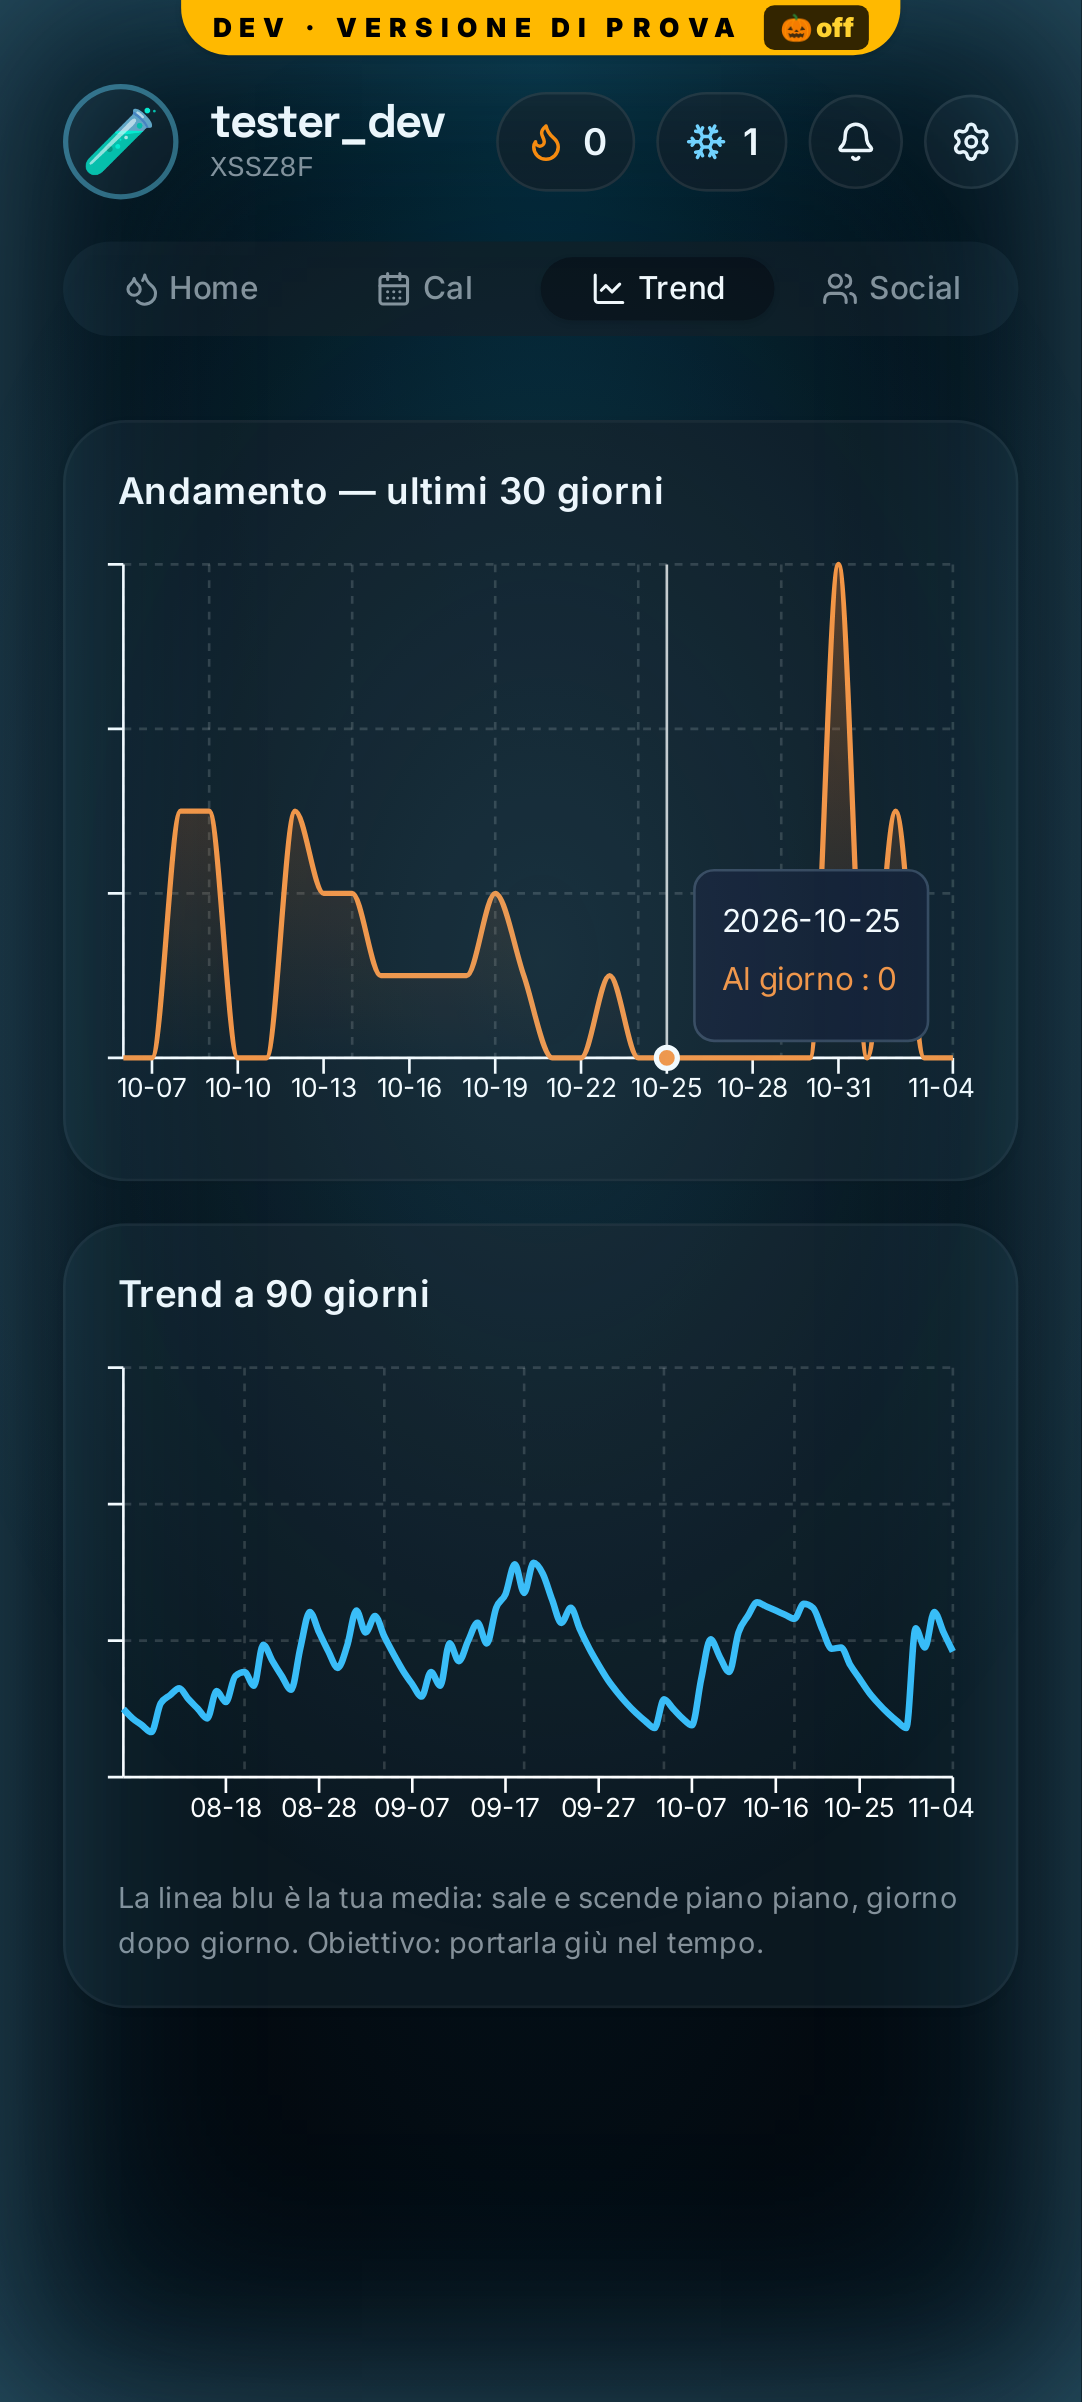 DEV · VERSIONE DI PROVA 🎃 off
tester_dev
XSSZ8F
0
1
Home
Cal
Trend
Social
Andamento — ultimi 30 giorni
2026-10-25
Al giorno : 0
10-07 10-10 10-13 10-16 10-19 10-22 10-25 10-28 10-31 11-04
Trend a 90 giorni
08-18 08-28 09-07 09-17 09-27 10-07 10-16 10-25 11-04
La linea blu è la tua media: sale e scende piano piano, giorno
dopo giorno. Obiettivo: portarla giù nel tempo.